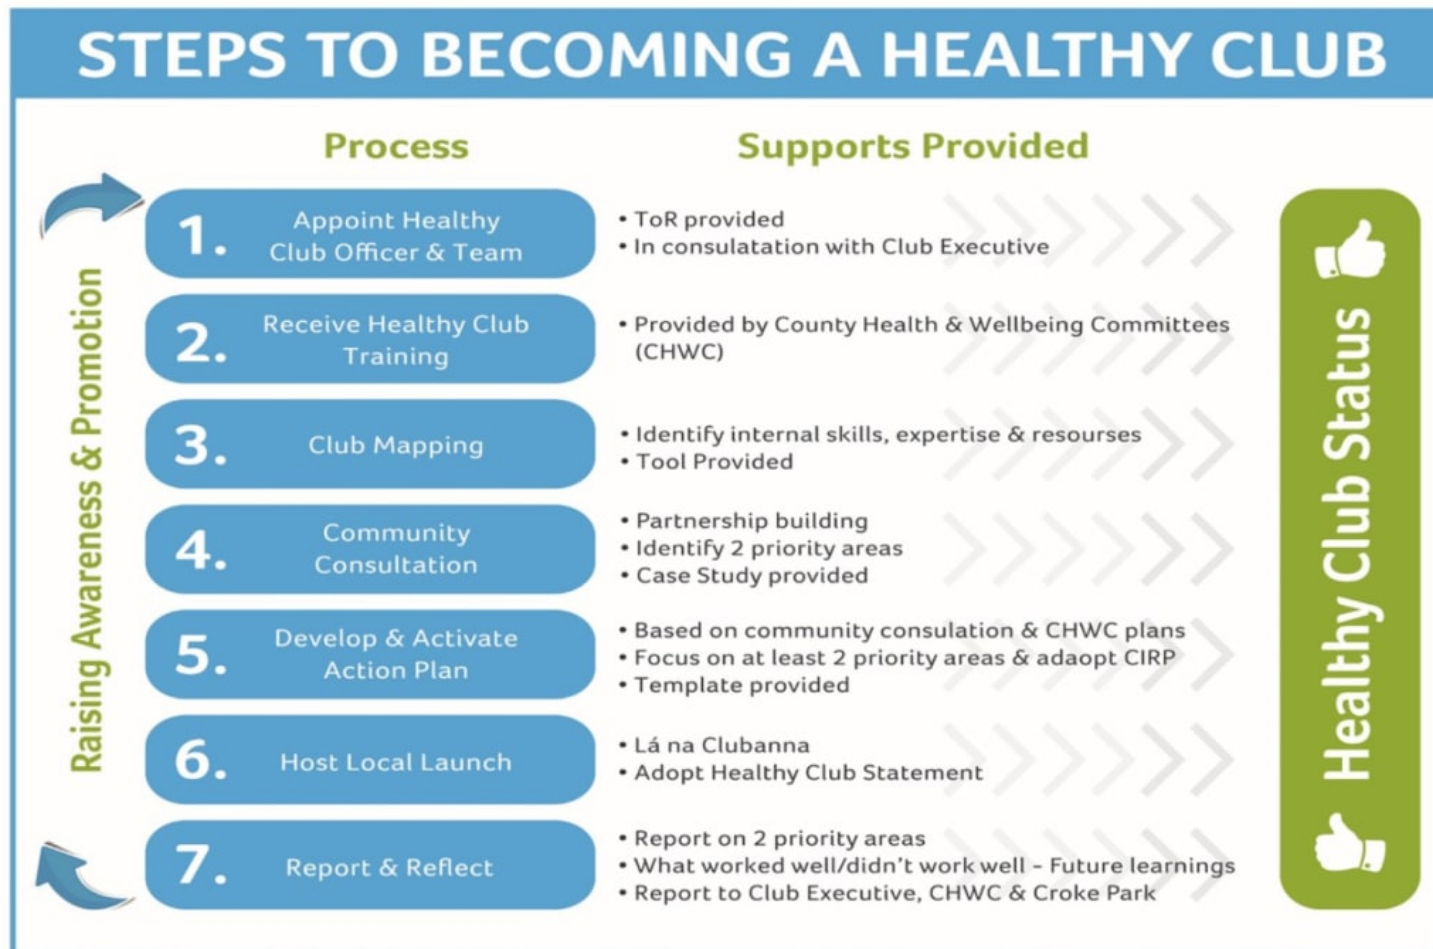 STEPS TO BECOMING A HEALTHY CLUB
Process
Supports Provided
Raising Awareness & Promotion
1.
Appoint Healthy
Club Officer & Team
• ToR provided
• In consulatation with Club Executive
2.
Receive Healthy Club
Training
• Provided by County Health & Wellbeing Committees
(CHWC)
3.
Club Mapping
• Identify internal skills, expertise & resourses
• Tool Provided
4.
Community
Consultation
• Partnership building
• Identify 2 priority areas
• Case Study provided
5.
Develop & Activate
Action Plan
• Based on community consulation & CHWC plans
• Focus on at least 2 priority areas & adaopt CIRP
• Template provided
6.
Host Local Launch
• Lá na Clubanna
• Adopt Healthy Club Statement
7.
Report & Reflect
• Report on 2 priority areas
• What worked well/didn't work well – Future learnings
• Report to Club Executive, CHWC & Croke Park
Healthy Club Status